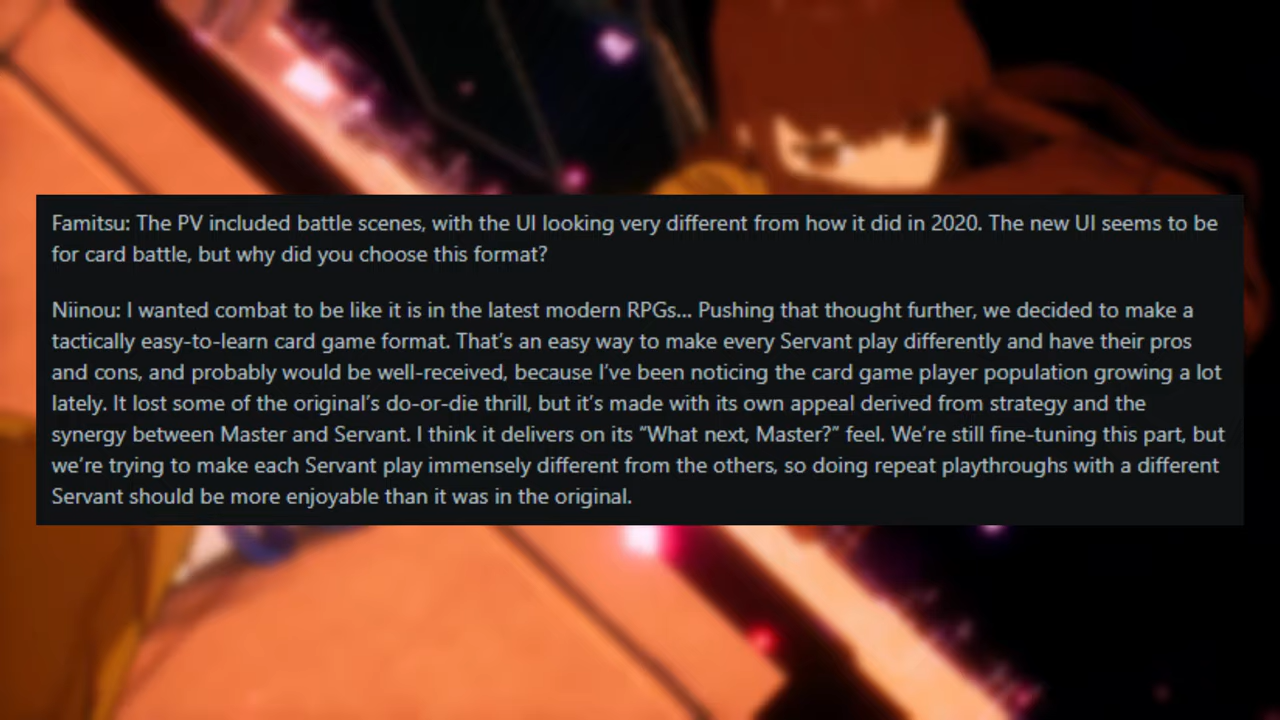 Famitsu: The PV included battle scenes, with the UI looking very different from how it did in 2020. The new UI seems to be
for card battle, but why did you choose this format?
Niinou: I wanted combat to be like it is in the latest modern RPGs... Pushing that thought further, we decided to make a
tactically easy-to-learn card game format. That’s an easy way to make every Servant play differently and have their pros
and cons, and probably would be well-received, because I’ve been noticing the card game player population growing a lot
lately. It lost some of the original’s do-or-die thrill, but it’s made with its own appeal derived from strategy and the
synergy between Master and Servant. I think it delivers on its “What next, Master?” feel. We’re still fine-tuning this part, but
we’re trying to make each Servant play immensely different from the others, so doing repeat playthroughs with a different
Servant should be more enjoyable than it was in the original.